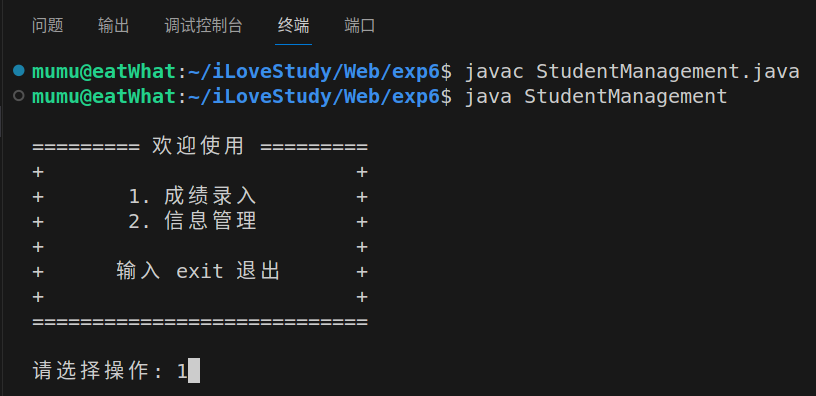 问题 输出 调试控制台 终端 端口
mumu@eatWhat:~/iLoveStudy/Web/exp6$ javac StudentManagement.java
mumu@eatWhat:~/iLoveStudy/Web/exp6$ java StudentManagement
========= 欢迎使用 =========
+                          +
+       1. 成绩录入        +
+       2. 信息管理        +
+                          +
+      输入 exit 退出      +
+                          +
============================
请选择操作: 1